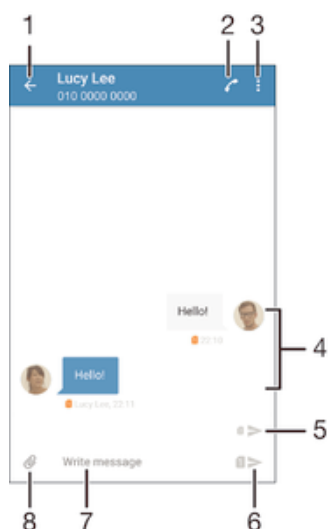 1 2 3
Lucy Lee
010 0000 0000
Hello!
22:10
4
Hello!
Lucy Lee, 22:11
5
Write message
8 7 6